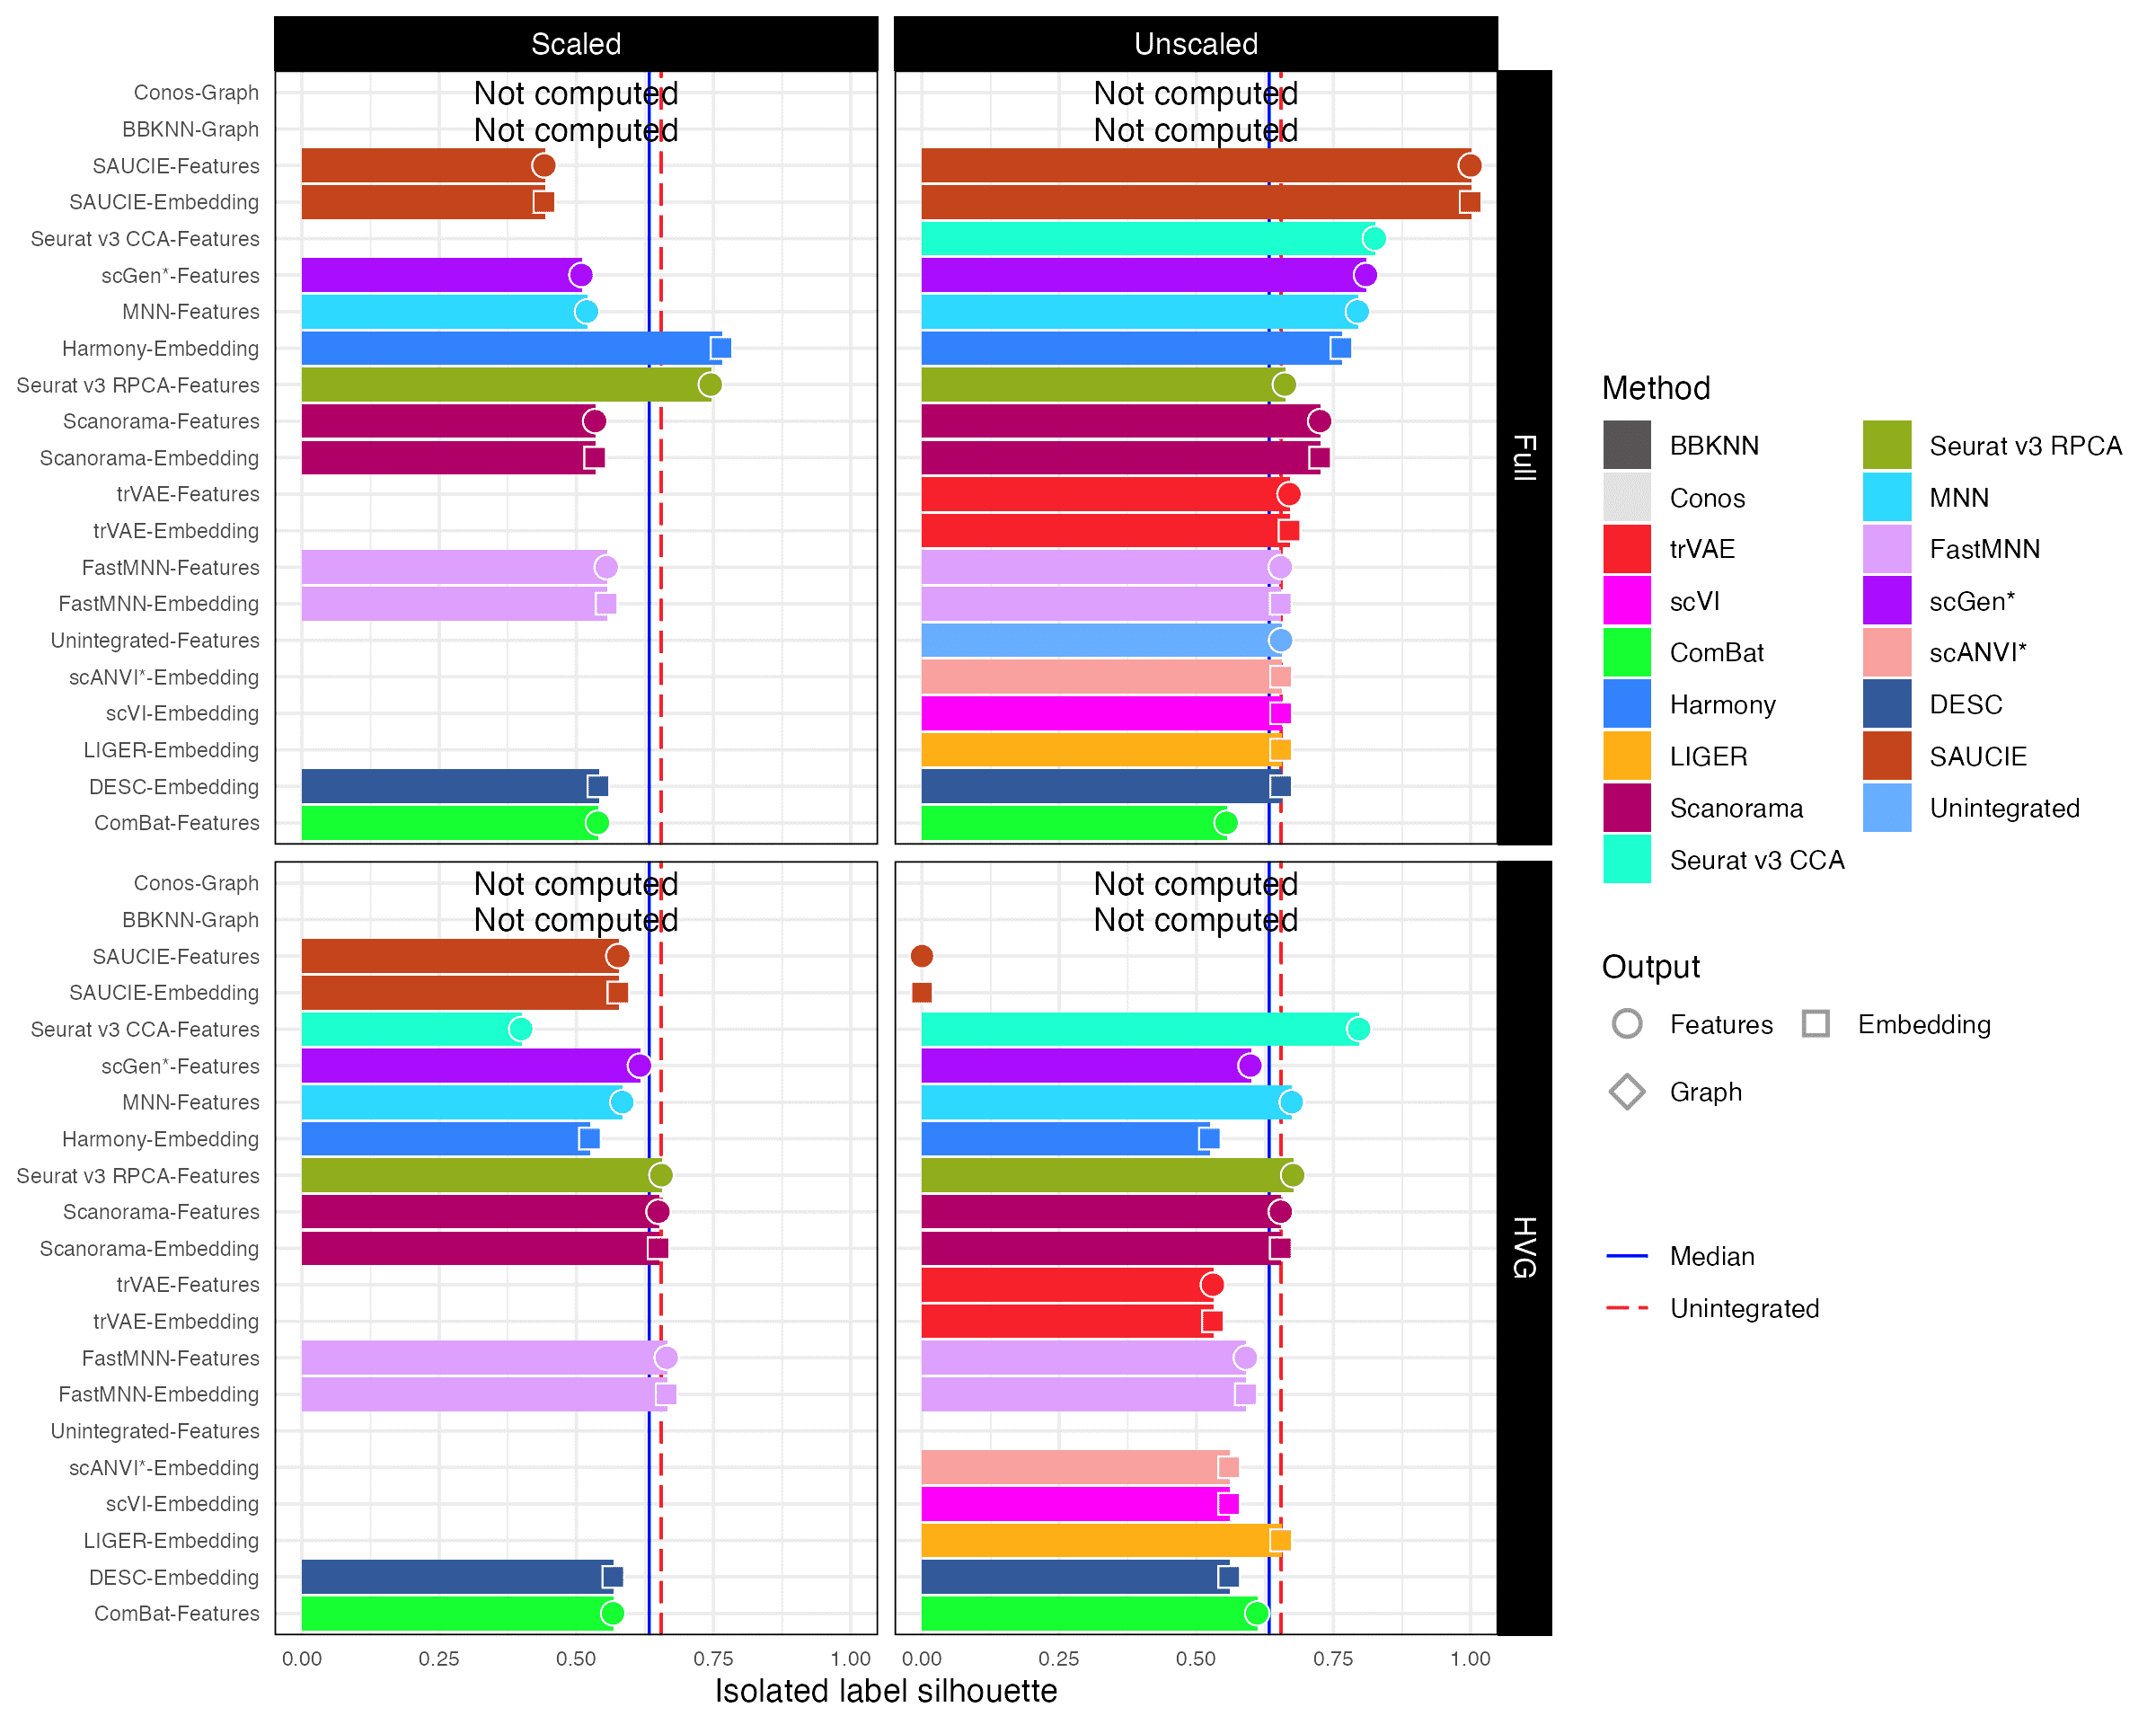 Scaled
Unscaled
Conos-Graph
BBKNN-Graph
SAUCIE-Features
SAUCIE-Embedding
Seurat v3 CCA-Features
scGen*-Features
MNN-Features
Harmony-Embedding
Seurat v3 RPCA-Features
Scanorama-Features
Scanorama-Embedding
trVAE-Features
trVAE-Embedding
FastMNN-Features
FastMNN-Embedding
Unintegrated-Features
scANVI*-Embedding
scVI-Embedding
LIGER-Embedding
DESC-Embedding
ComBat-Features
Not computed
Not computed
Not computed
Not computed
Full
Conos-Graph
BBKNN-Graph
SAUCIE-Features
SAUCIE-Embedding
Seurat v3 CCA-Features
scGen*-Features
MNN-Features
Harmony-Embedding
Seurat v3 RPCA-Features
Scanorama-Features
Scanorama-Embedding
trVAE-Features
trVAE-Embedding
FastMNN-Features
FastMNN-Embedding
Unintegrated-Features
scANVI*-Embedding
scVI-Embedding
LIGER-Embedding
DESC-Embedding
ComBat-Features
Not computed
Not computed
Not computed
Not computed
HVG
0.00 0.25 0.50 0.75 1.00
0.00 0.25 0.50 0.75 1.00
Isolated label silhouette
Method
BBKNN
Conos
trVAE
scVI
ComBat
Harmony
LIGER
Scanorama
Seurat v3 CCA
Seurat v3 RPCA
MNN
FastMNN
scGen*
scANVI*
DESC
SAUCIE
Unintegrated
Output
Features
Embedding
Graph
Median
Unintegrated